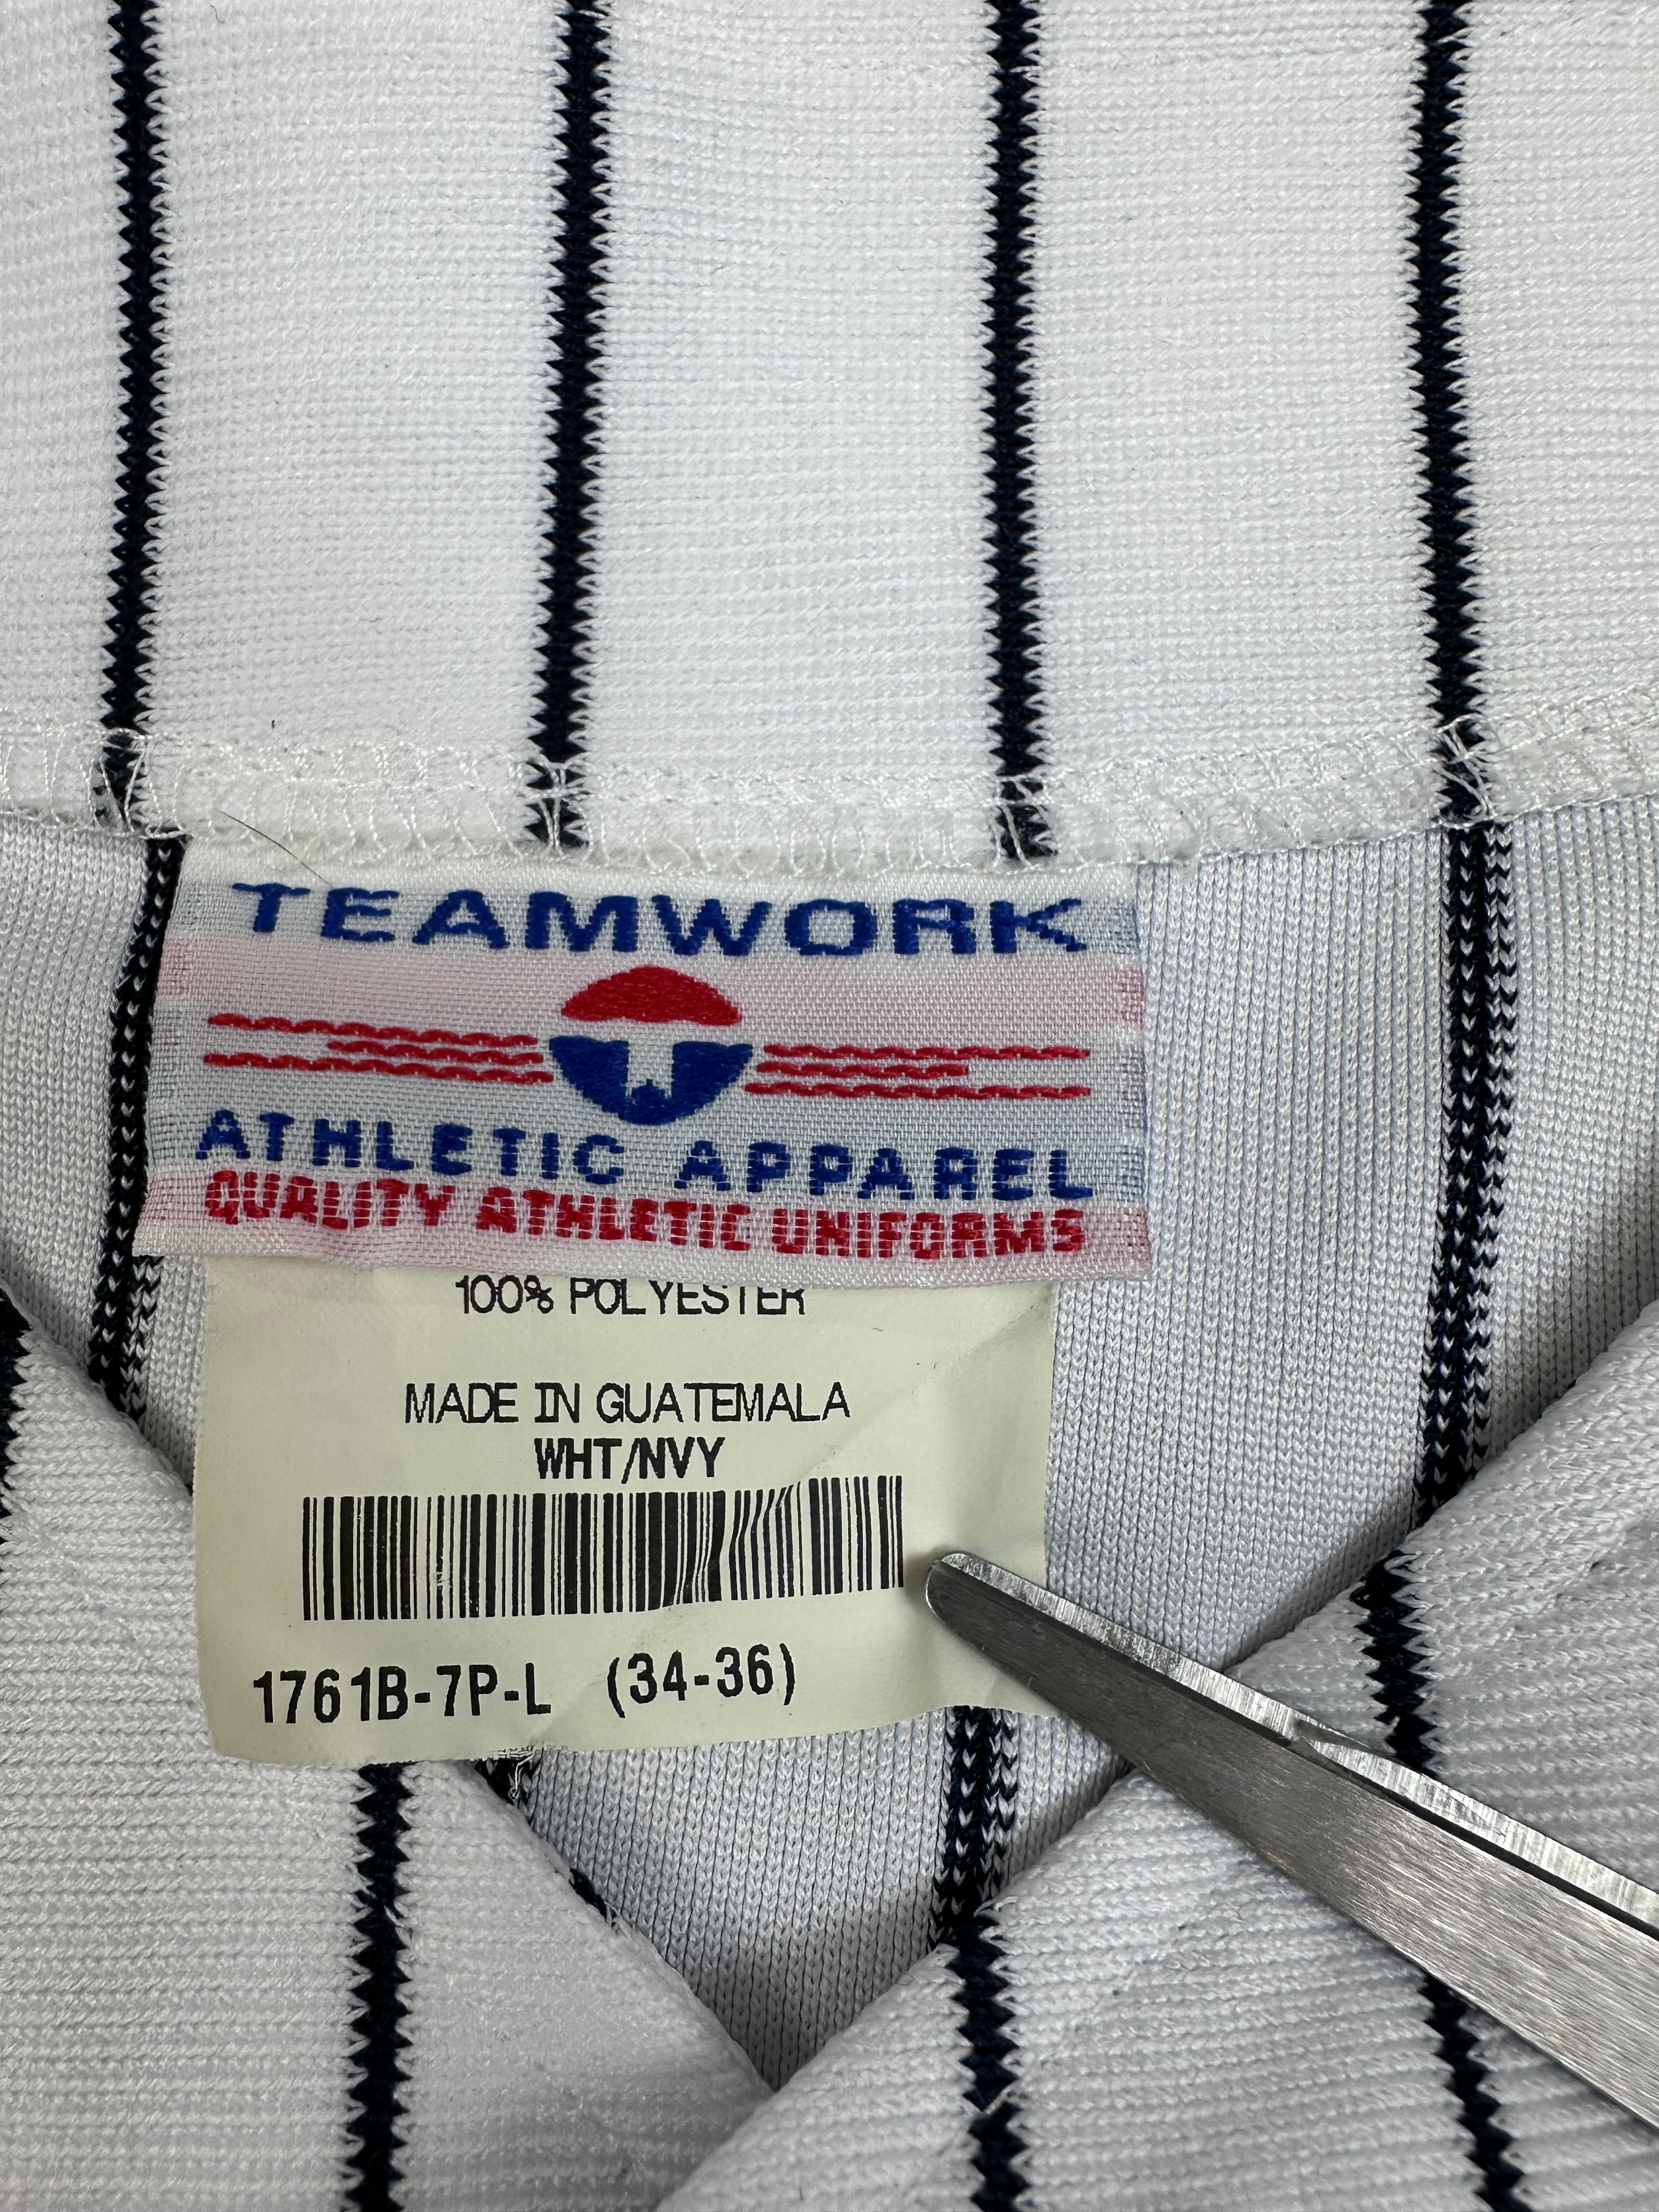 TEAMWORK
ATHLETIC APPAREL
QUALITY ATHLETIC UNIFORMS
100% POLYESTER
MADE IN GUATEMALA
WHT/NVY
1761B-7P-L (34-36)